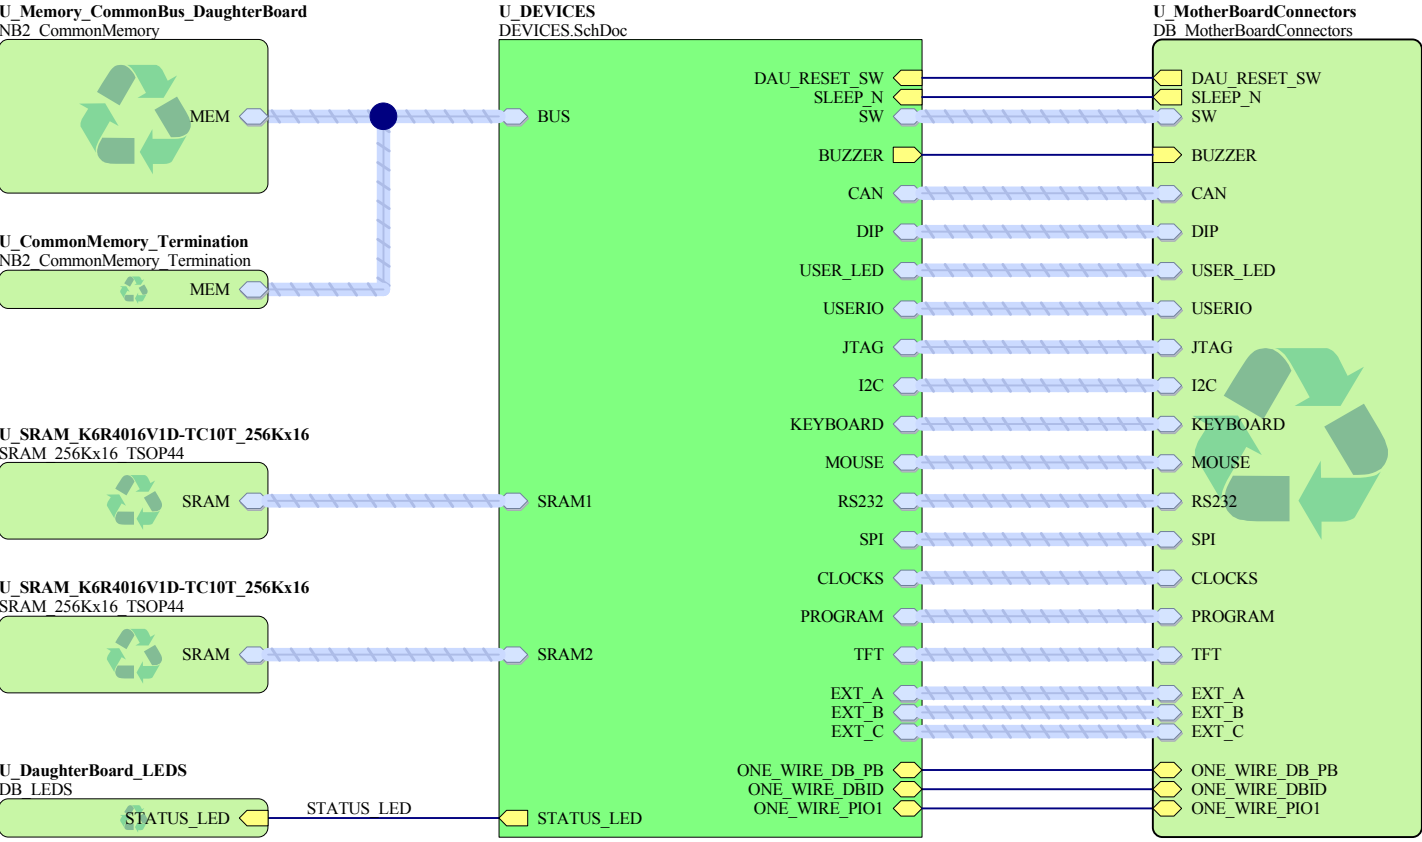 U_Memory_CommonBus_DaughterBoard
NB2_CommonMemory
MEM
U_CommonMemory_Termination
NB2_CommonMemory_Termination
MEM
U_SRAM_K6R4016V1D-TC10T_256Kx16
SRAM_256Kx16_TSOP44
SRAM
U_SRAM_K6R4016V1D-TC10T_256Kx16
SRAM_256Kx16_TSOP44
SRAM
U_DaughterBoard_LEDS
DB_LEDS
STATUS_LED
STATUS_LED
U_DEVICES
DEVICES.SchDoc
BUS
SRAM1
SRAM2
STATUS_LED
DAU_RESET_SW
SLEEP_N
SW
BUZZER
CAN
DIP
USER_LED
USERIO
JTAG
I2C
KEYBOARD
MOUSE
RS232
SPI
CLOCKS
PROGRAM
TFT
EXT_A
EXT_B
EXT_C
ONE_WIRE_DB_PB
ONE_WIRE_DBID
ONE_WIRE_PIO1
U_MotherBoardConnectors
DB_MotherBoardConnectors
DAU_RESET_SW
SLEEP_N
SW
BUZZER
CAN
DIP
USER_LED
USERIO
JTAG
I2C
KEYBOARD
MOUSE
RS232
SPI
CLOCKS
PROGRAM
TFT
EXT_A
EXT_B
EXT_C
ONE_WIRE_DB_PB
ONE_WIRE_DBID
ONE_WIRE_PIO1